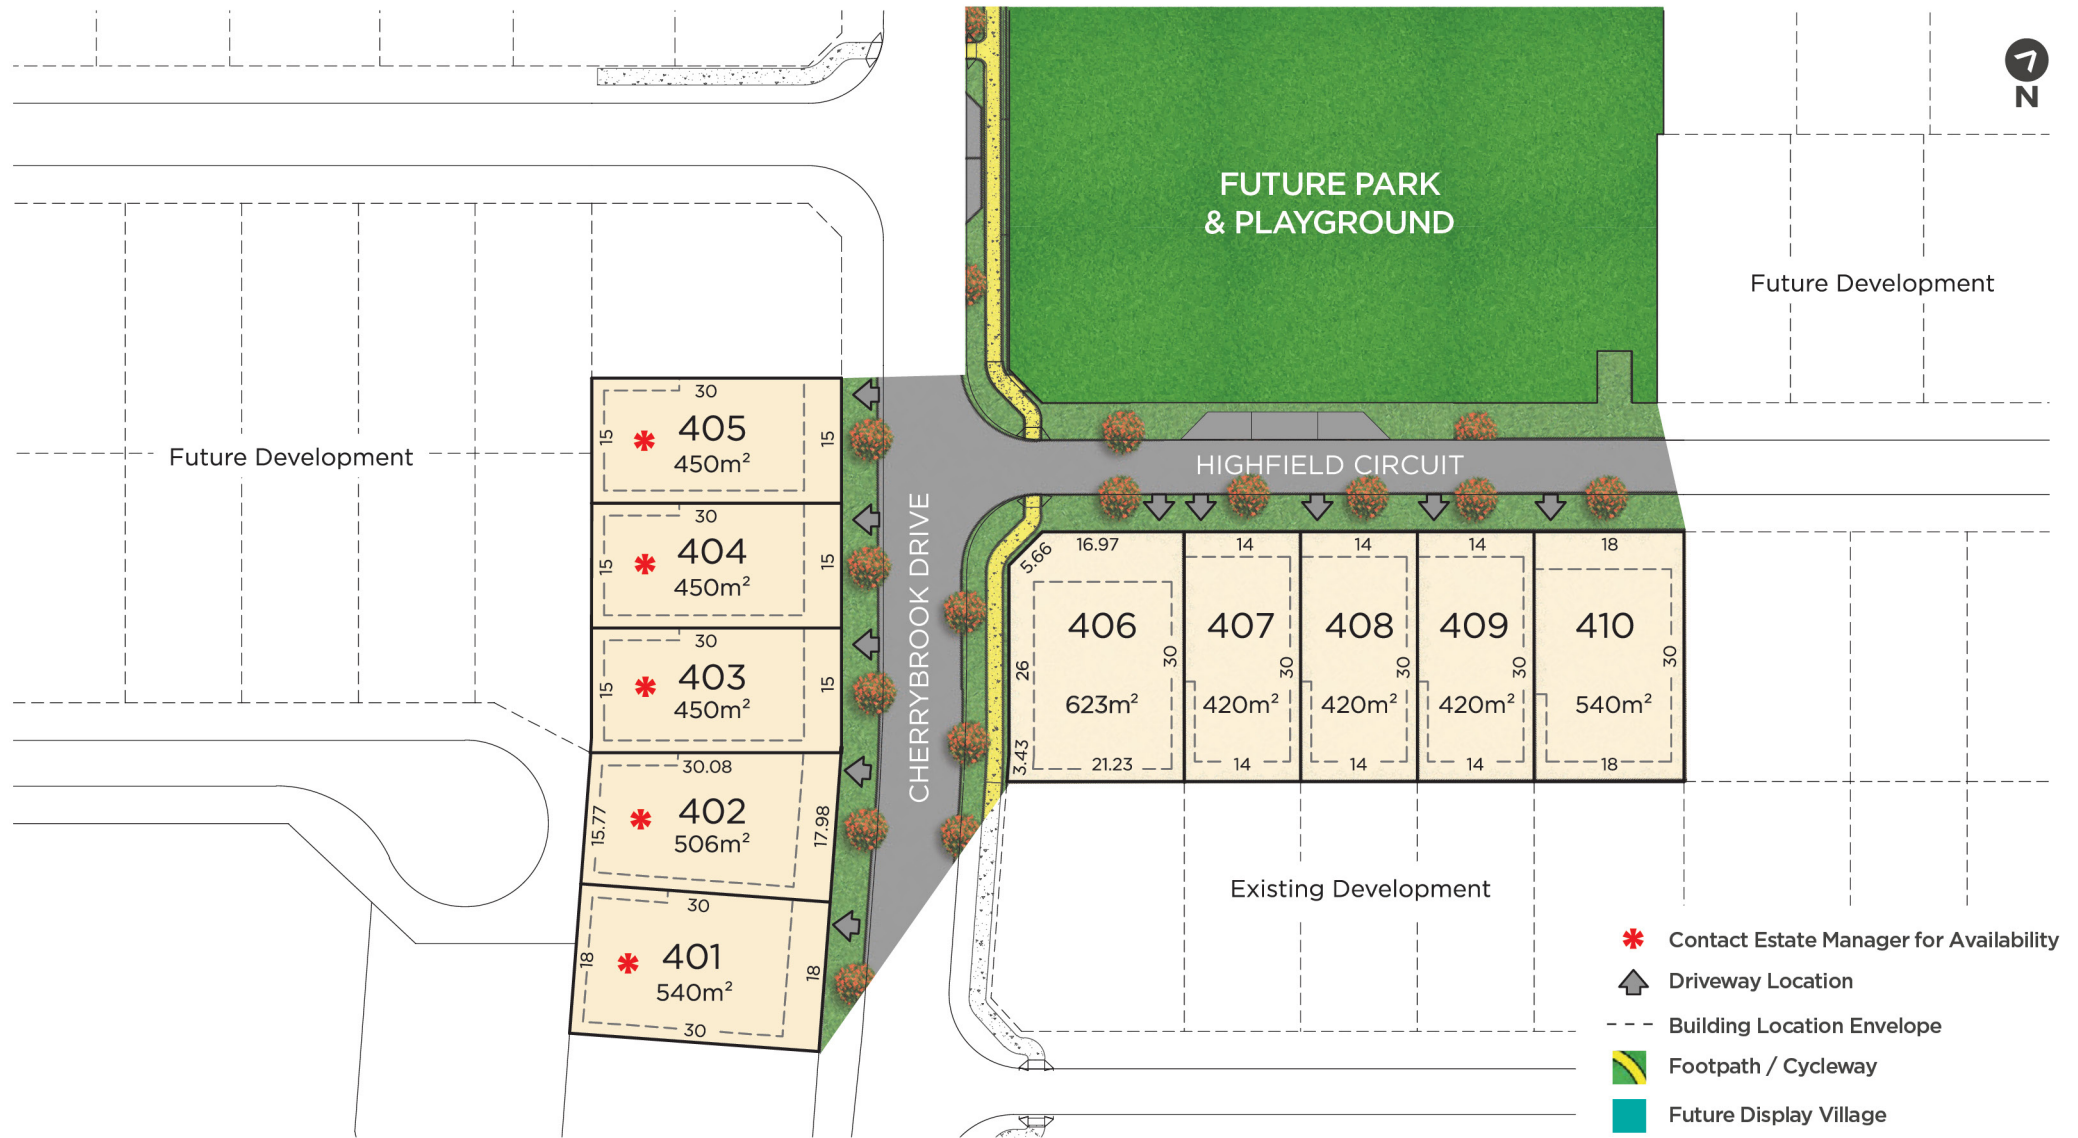 N
FUTURE PARK
& PLAYGROUND
Future Development
Future Development
30
405
15
15
450m²
30
404
15
15
450m²
30
403
15
15
450m²
30.08
402
15.77
17.98
506m²
30
401
18
18
540m²
30
CHERRYBROOK DRIVE
HIGHFIELD CIRCUIT
5.66
16.97
406
26
30
623m²
3.43
21.23
14
407
30
420m²
14
14
408
30
420m²
14
14
409
30
420m²
14
18
410
30
540m²
18
Existing Development
Contact Estate Manager for Availability
Driveway Location
Building Location Envelope
Footpath / Cycleway
Future Display Village